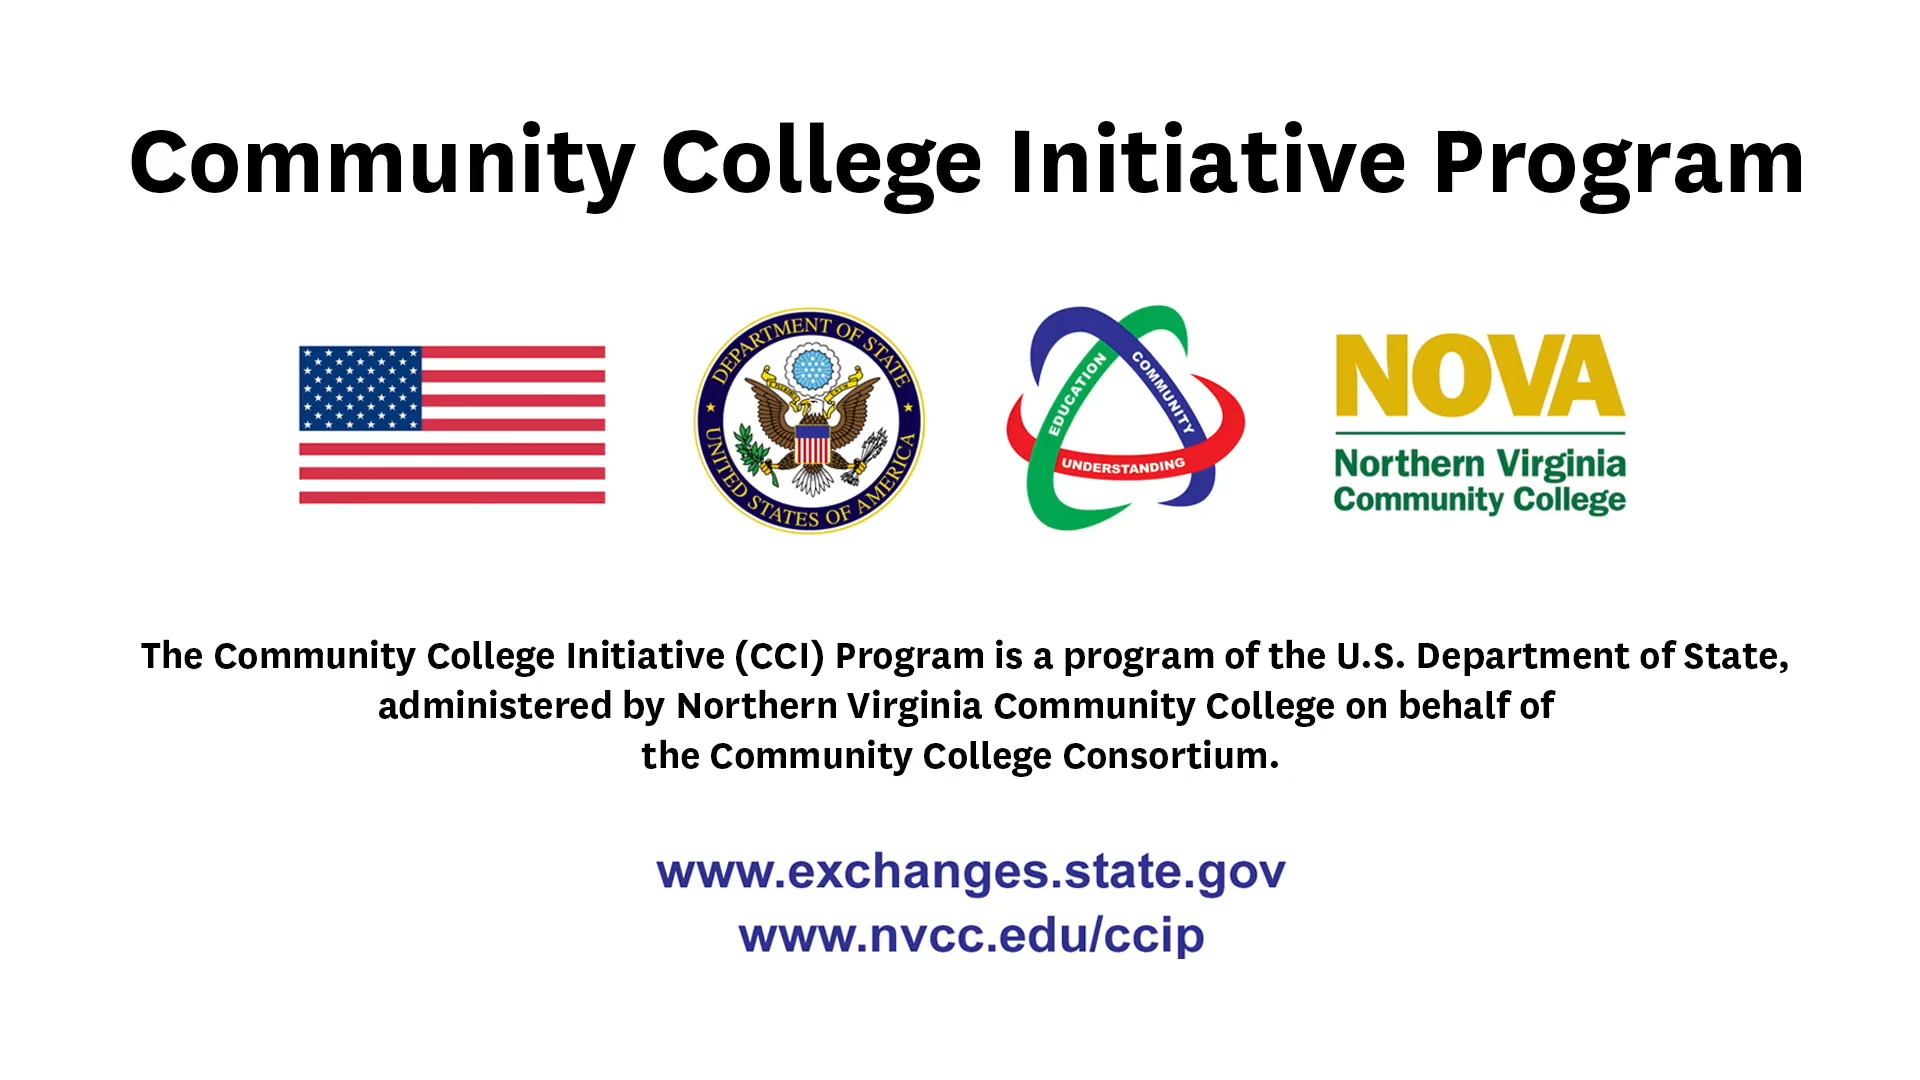 Community College Initiative Program
DEPARTMENT OF STATE
UNITED STATES OF AMERICA
EDUCATION
COMMUNITY
UNDERSTANDING
NOVA
Northern Virginia
Community College
The Community College Initiative (CCI) Program is a program of the U.S. Department of State,
administered by Northern Virginia Community College on behalf of
the Community College Consortium.
www.exchanges.state.gov
www.nvcc.edu/ccip